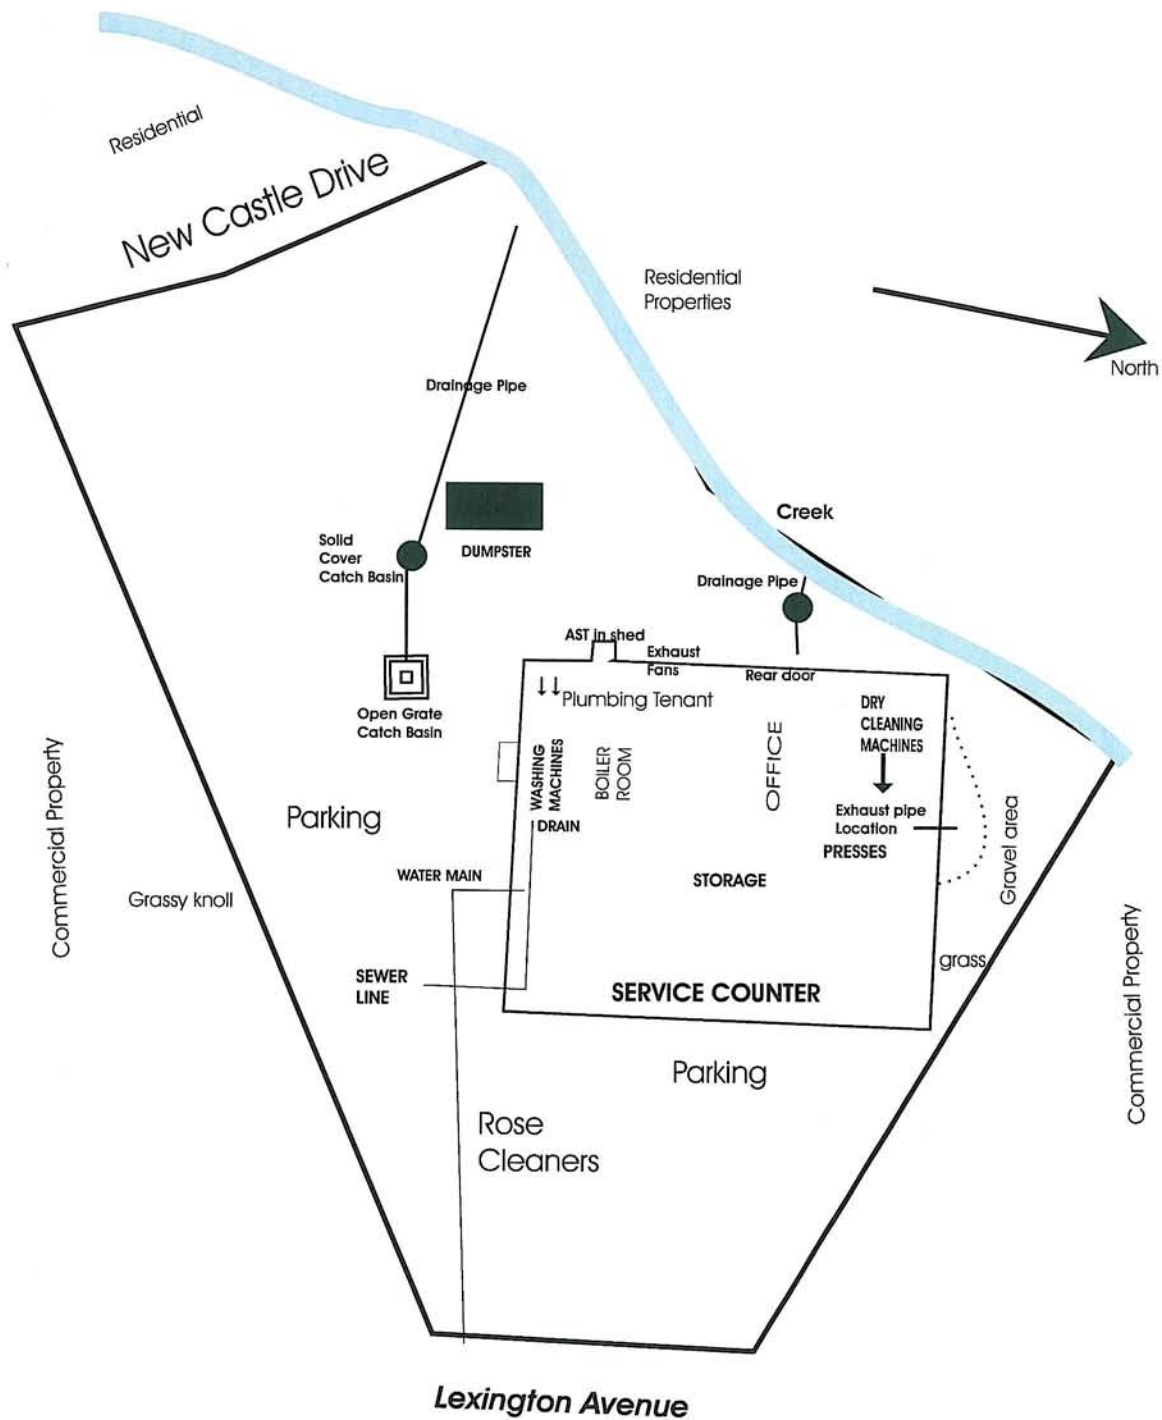 Residential
New Castle Drive
Residential
Properties
North
Drainage Pipe
Creek
Solid
Cover
Catch Basin
DUMPSTER
Drainage Pipe
AST in shed
Exhaust
Fans
Rear door
Plumbing Tenant
Open Grate
Catch Basin
DRY
CLEANING
MACHINES
WASHING
MACHINES
BOILER
ROOM
OFFICE
Exhaust pipe
Location
PRESSES
DRAIN
Parking
Gravel area
Commercial Property
Grassy knoll
WATER MAIN
STORAGE
grass
SEWER
LINE
SERVICE COUNTER
Commercial Property
Parking
Rose
Cleaners
Lexington Avenue